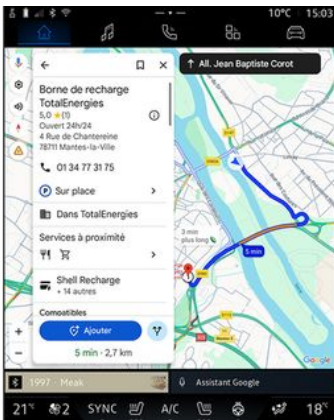 10°C 15:03
↑ All. Jean Baptiste Corot
Borne de recharge
TotalEnergies
5,0 ★ (1)
Ouvert 24h/24
4 Rue de Chantereine
78711 Mantes-la-Ville
01 34 77 31 75
P Sur place
Dans TotalEnergies
Services à proximité
Shell Recharge
+ 14 autres
Compatibles
Ajouter
5 min · 2,7 km
3 min
plus long
5 min
Google
1997 Meak
Assistant Google
21° 2 SYNC A/C 18°